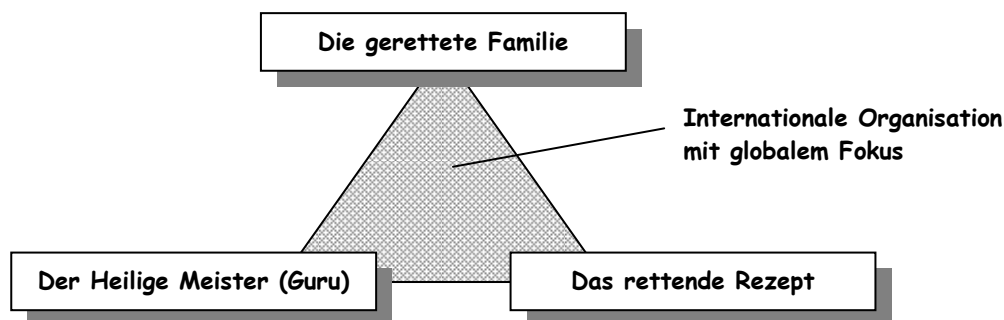 Die gerettete Familie
Internationale Organisation
mit globalem Fokus
Der Heilige Meister (Guru)
Das rettende Rezept